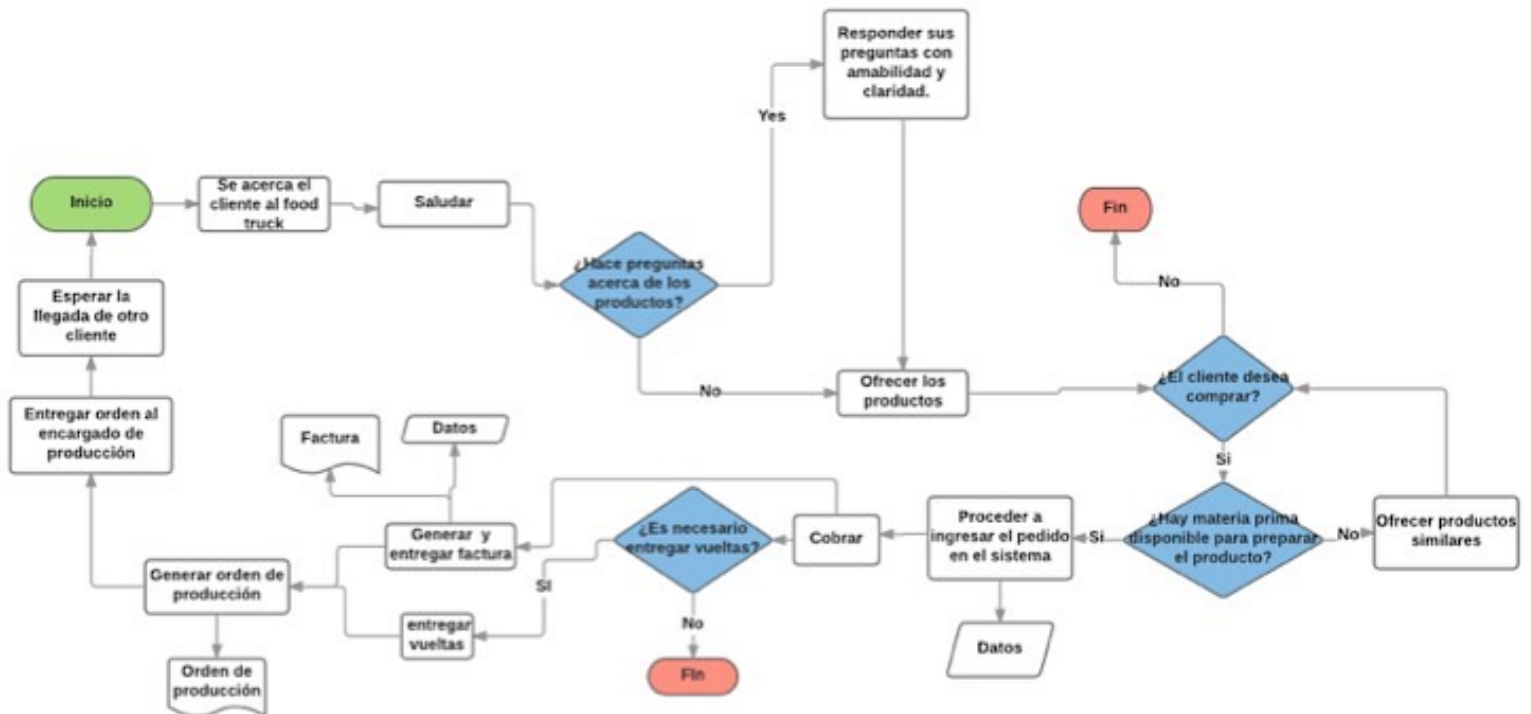 Responder sus
preguntas con
amabilidad y
claridad.
Yes
Inicio
Se acerca el
cliente al food
truck
Saludar
¿Hace preguntas
acerca de los
productos?
No
Ofrecer los
productos
¿El cliente desea
comprar?
No
Fin
Si
¿Hay materia prima
disponible para preparar
el producto?
No
Ofrecer productos
similares
Si
Proceder a
ingresar el pedido
en el sistema
Datos
Cobrar
¿Es necesario
entregar vueltas?
No
FIn
SI
entregar
vueltas
Generar y
entregar factura
Factura
Datos
Generar orden de
producción
Orden de
producción
Entregar orden al
encargado de
producción
Esperar la
llegada de otro
cliente